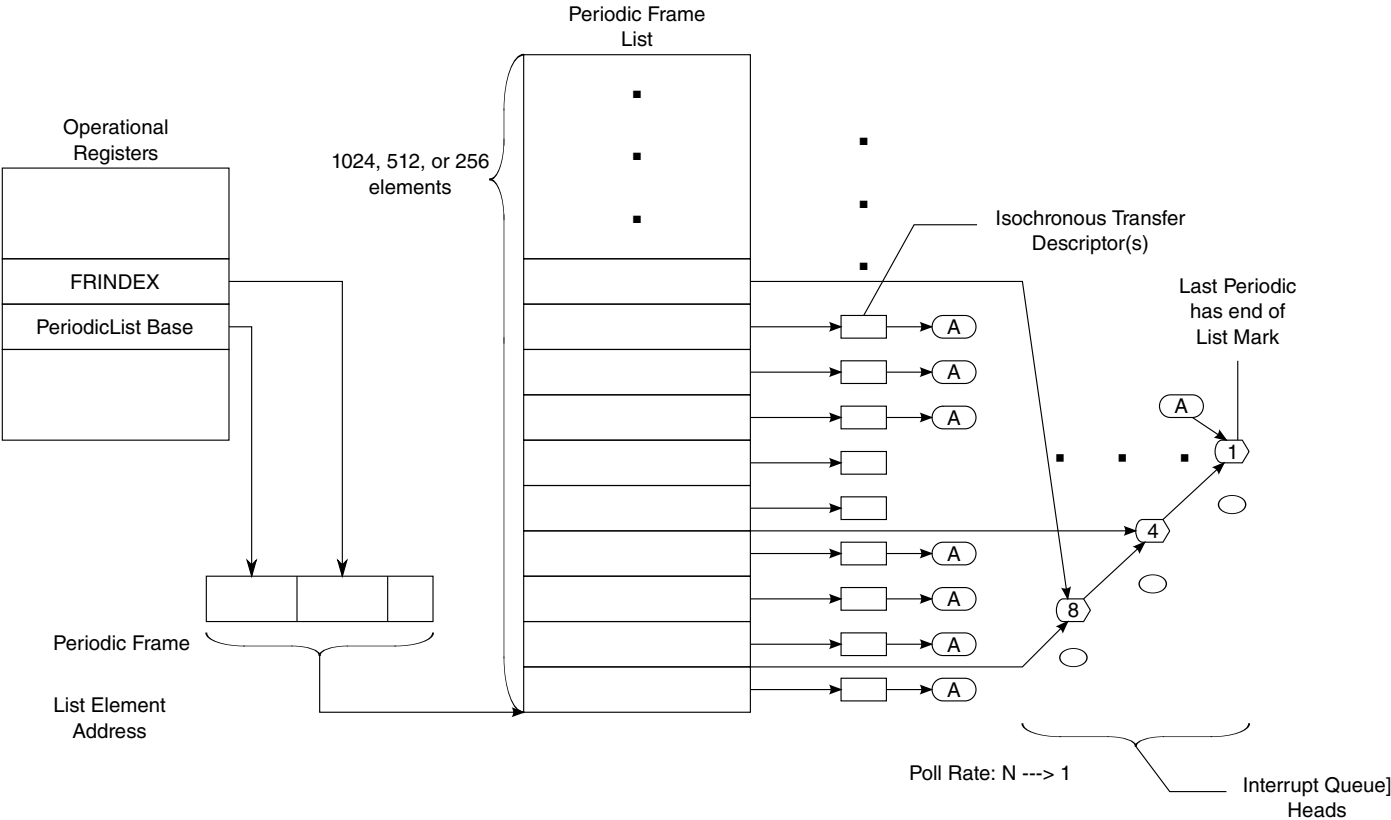 Periodic Frame
List
Operational
Registers
1024, 512, or 256
elements
Isochronous Transfer
Descriptor(s)
FRINDEX
Last Periodic
has end of
List Mark
PeriodicList Base
A
A
A
A
1
4
A
A
8
A
A
Periodic Frame
List Element
Address
Poll Rate: N ---> 1
Interrupt Queue]
Heads